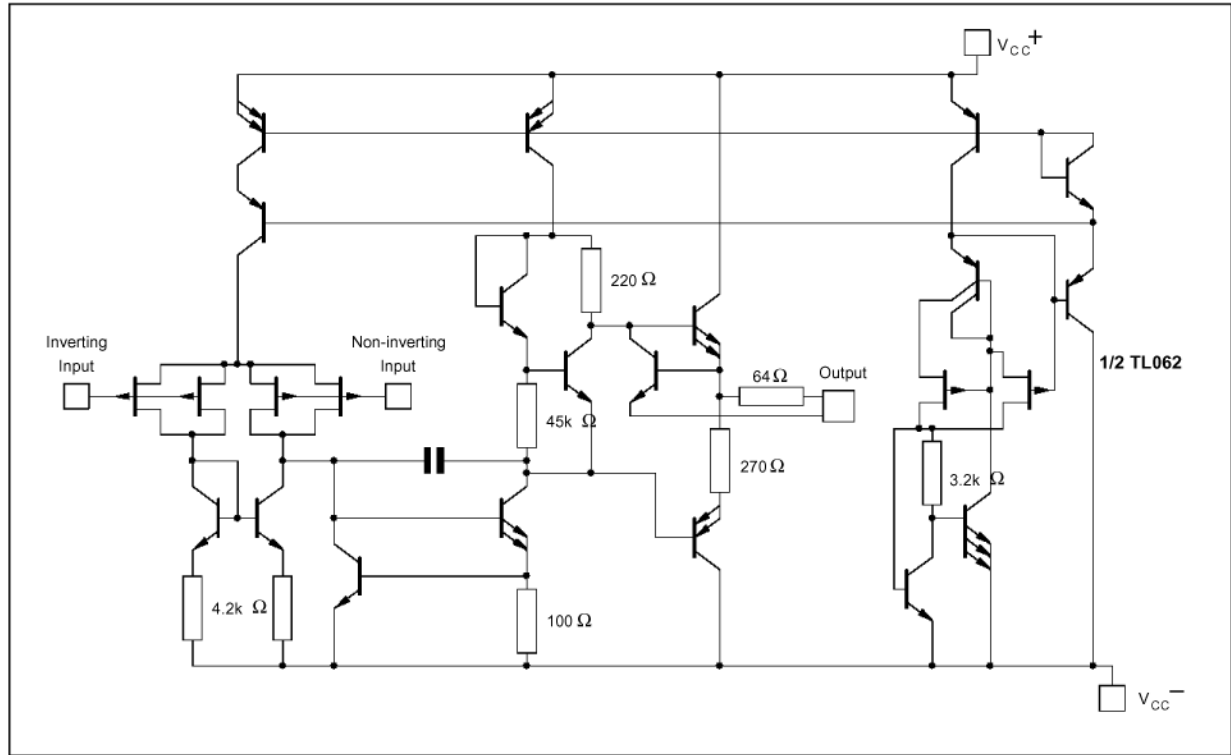 VCC+
220 Ω
Inverting
Input
Non-inverting
Input
1/2 TL062
64 Ω
Output
45k Ω
270 Ω
3.2k Ω
4.2k Ω
100 Ω
VCC−